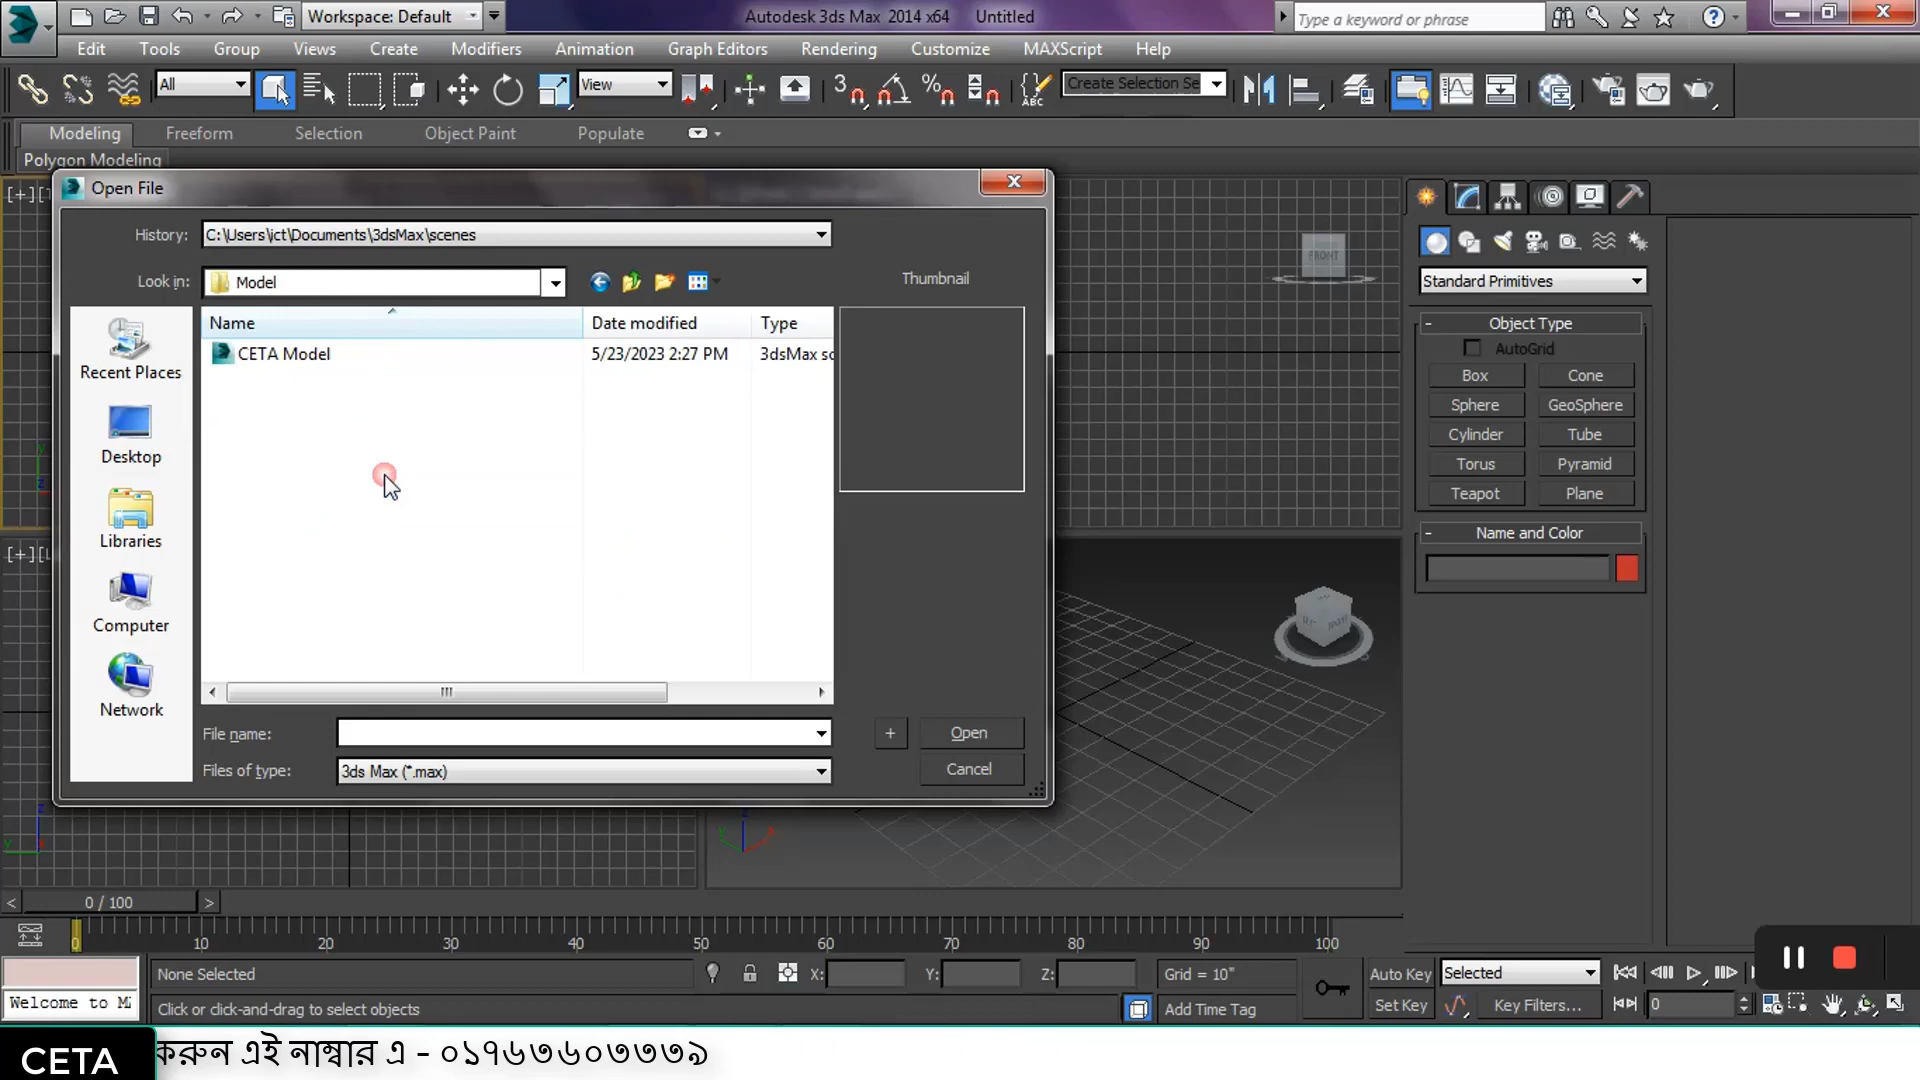 Workspace: Default
Autodesk 3ds Max 2014 x64 Untitled
Type a keyword or phrase
Edit Tools Group Views Create Modifiers Animation Graph Editors Rendering Customize MAXScript Help
All
View
3
%
ABC
Create Selection Se
Modeling Freeform Selection Object Paint Populate
Polygon Modeling
Open File
History: C:\Users\ict\Documents\3dsMax\scenes
Look in: Model
Thumbnail
Name Date modified Type
CETA Model 5/23/2023 2:27 PM 3dsMax sc
Recent Places
Desktop
Libraries
Computer
Network
File name:
+ Open
Files of type: 3ds Max (*.max)
Cancel
FRONT
Standard Primitives
- Object Type
AutoGrid
Box Cone
Sphere GeoSphere
Cylinder Tube
Torus Pyramid
Teapot Plane
- Name and Color
< 0 / 100 >
0 10 20 30 40 50 60 70 80 90 100
None Selected X: Y: Z: Grid = 10" Auto Key Selected
Welcome to M
Click or click-and-drag to select objects Add Time Tag Set Key Key Filters... 0
CETA
করুন এই নাম্বার এ - ০১৭৬৩৬০৩৩৩৯